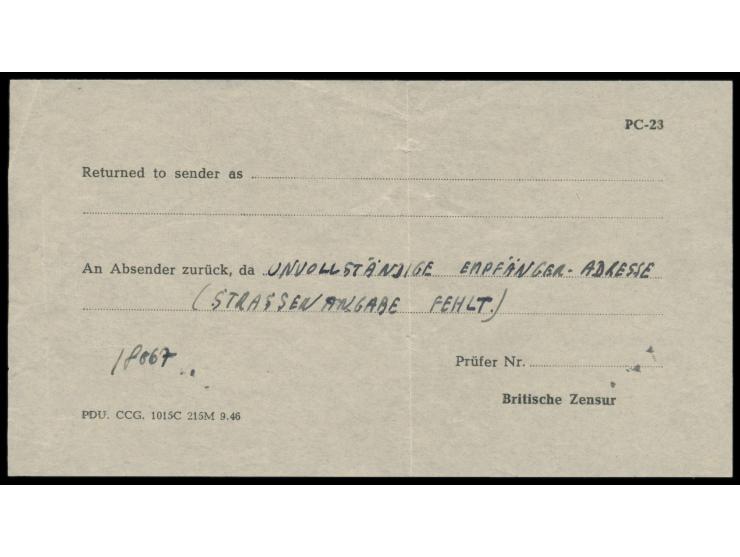 PC-23
Returned to sender as
An Absender zurück, da UNVOLLSTÄNDIGE EMPFÄNGER-ADRESSE
(STRASSENANGABE FEHLT.)
18067
Prüfer Nr.
Britische Zensur
PDU. CCG. 1015C 215M 9.46